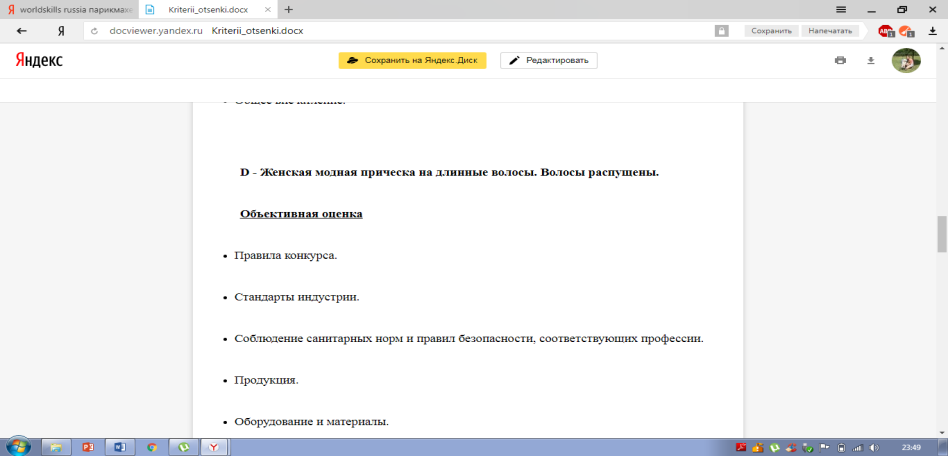 worldskills russia парикмахе
Kriterii_otsenki.docx
docviewer.yandex.ru Kriterii_otsenki.docx
Сохранить
Напечатать
Яндекс
Сохранить на Яндекс.Диск
Редактировать
D - Женская модная прическа на длинные волосы. Волосы распущены.
Объективная оценка
Правила конкурса.
Стандарты индустрии.
Соблюдение санитарных норм и правил безопасности, соответствующих профессии.
Продукция.
Оборудование и материалы.
23:49